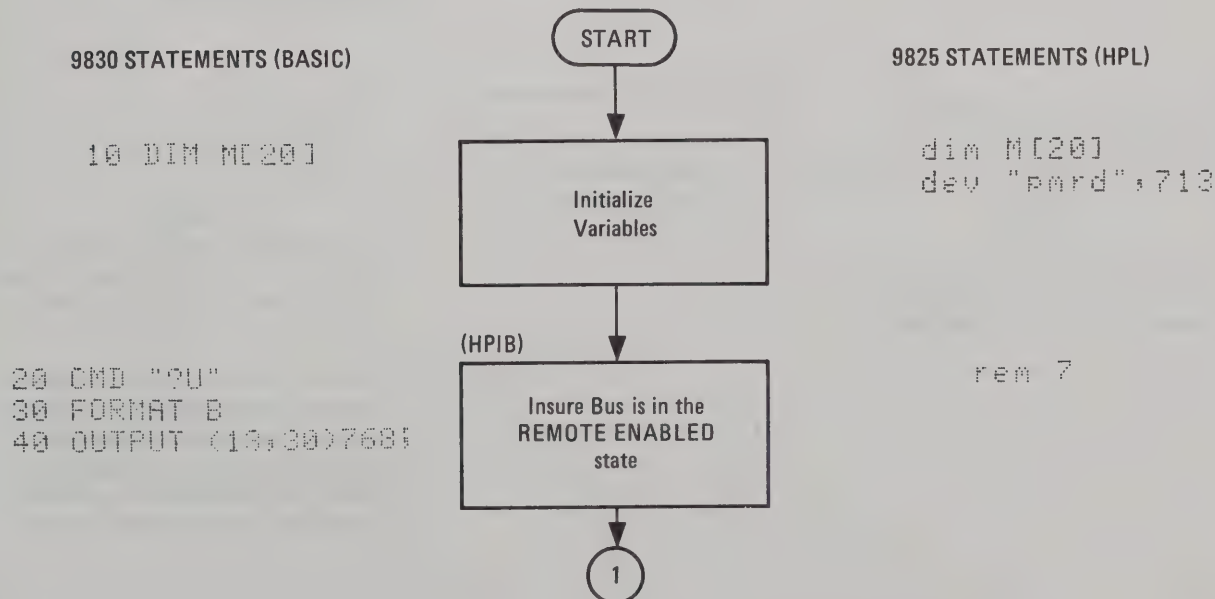 START
9830 STATEMENTS (BASIC)
9825 STATEMENTS (HPL)
10 DIM M[20]
Initialize
Variables
dim M[20]
dev "pmrd",713
(HPIB)
20 CMD "?U"
30 FORMAT B
40 OUTPUT (13,30)768;
Insure Bus is in the
REMOTE ENABLED
state
rem 7
1